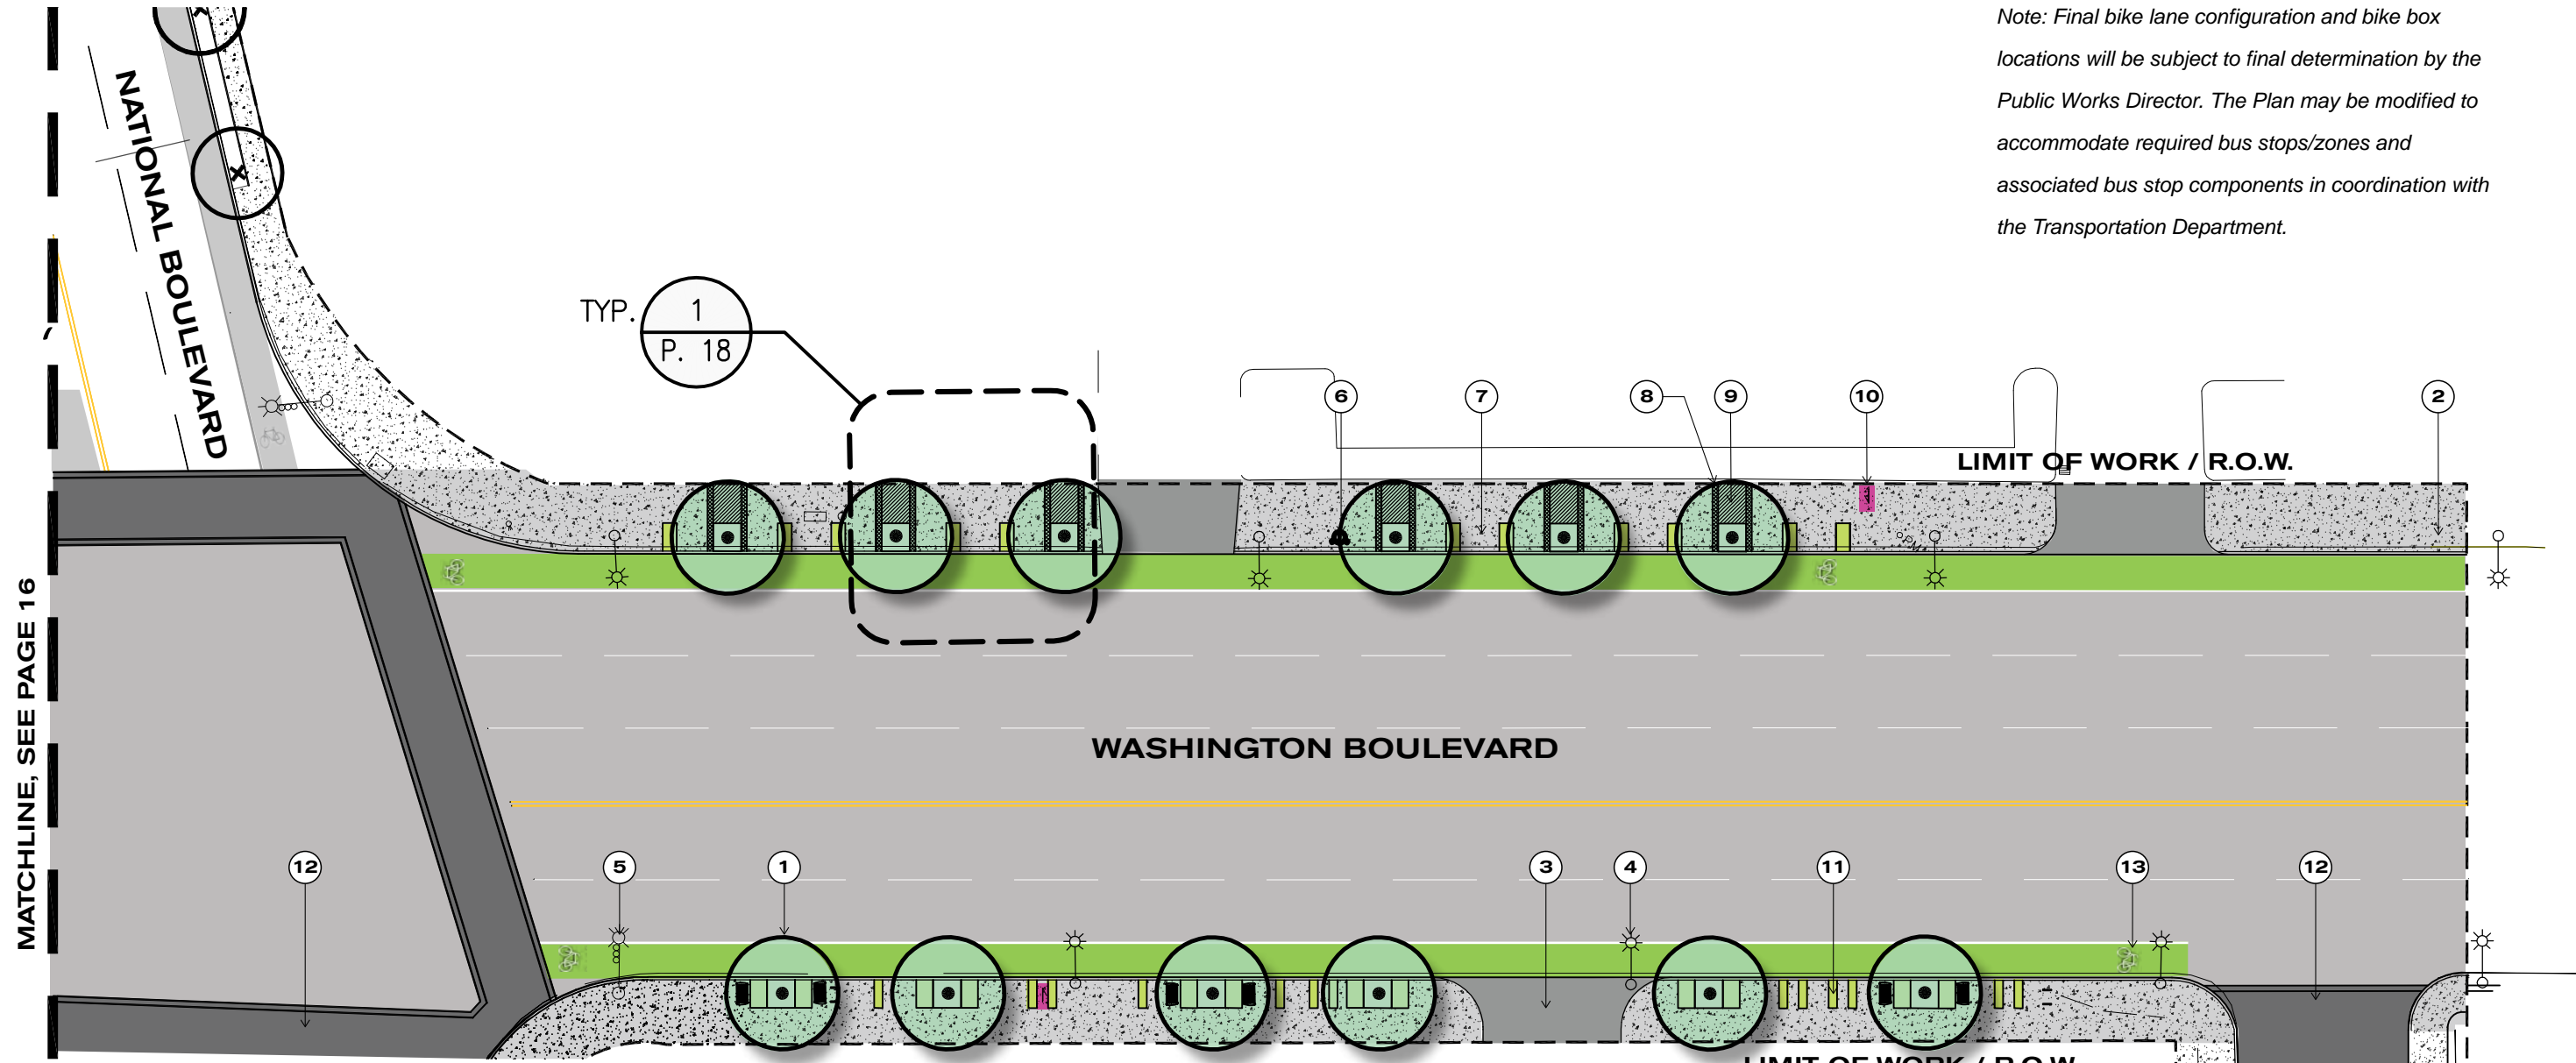 Note: Final bike lane configuration and bike box
locations will be subject to final determination by the
Public Works Director. The Plan may be modified to
accommodate required bus stops/zones and
associated bus stop components in coordination with
the Transportation Department.
NATIONAL BOULEVARD
TYP.
1
P. 18
6
7
8
9
10
2
LIMIT OF WORK / R.O.W.
MATCHLINE, SEE PAGE 16
WASHINGTON BOULEVARD
12
5
1
3
4
11
13
12
LIMIT OF WORK / R.O.W.